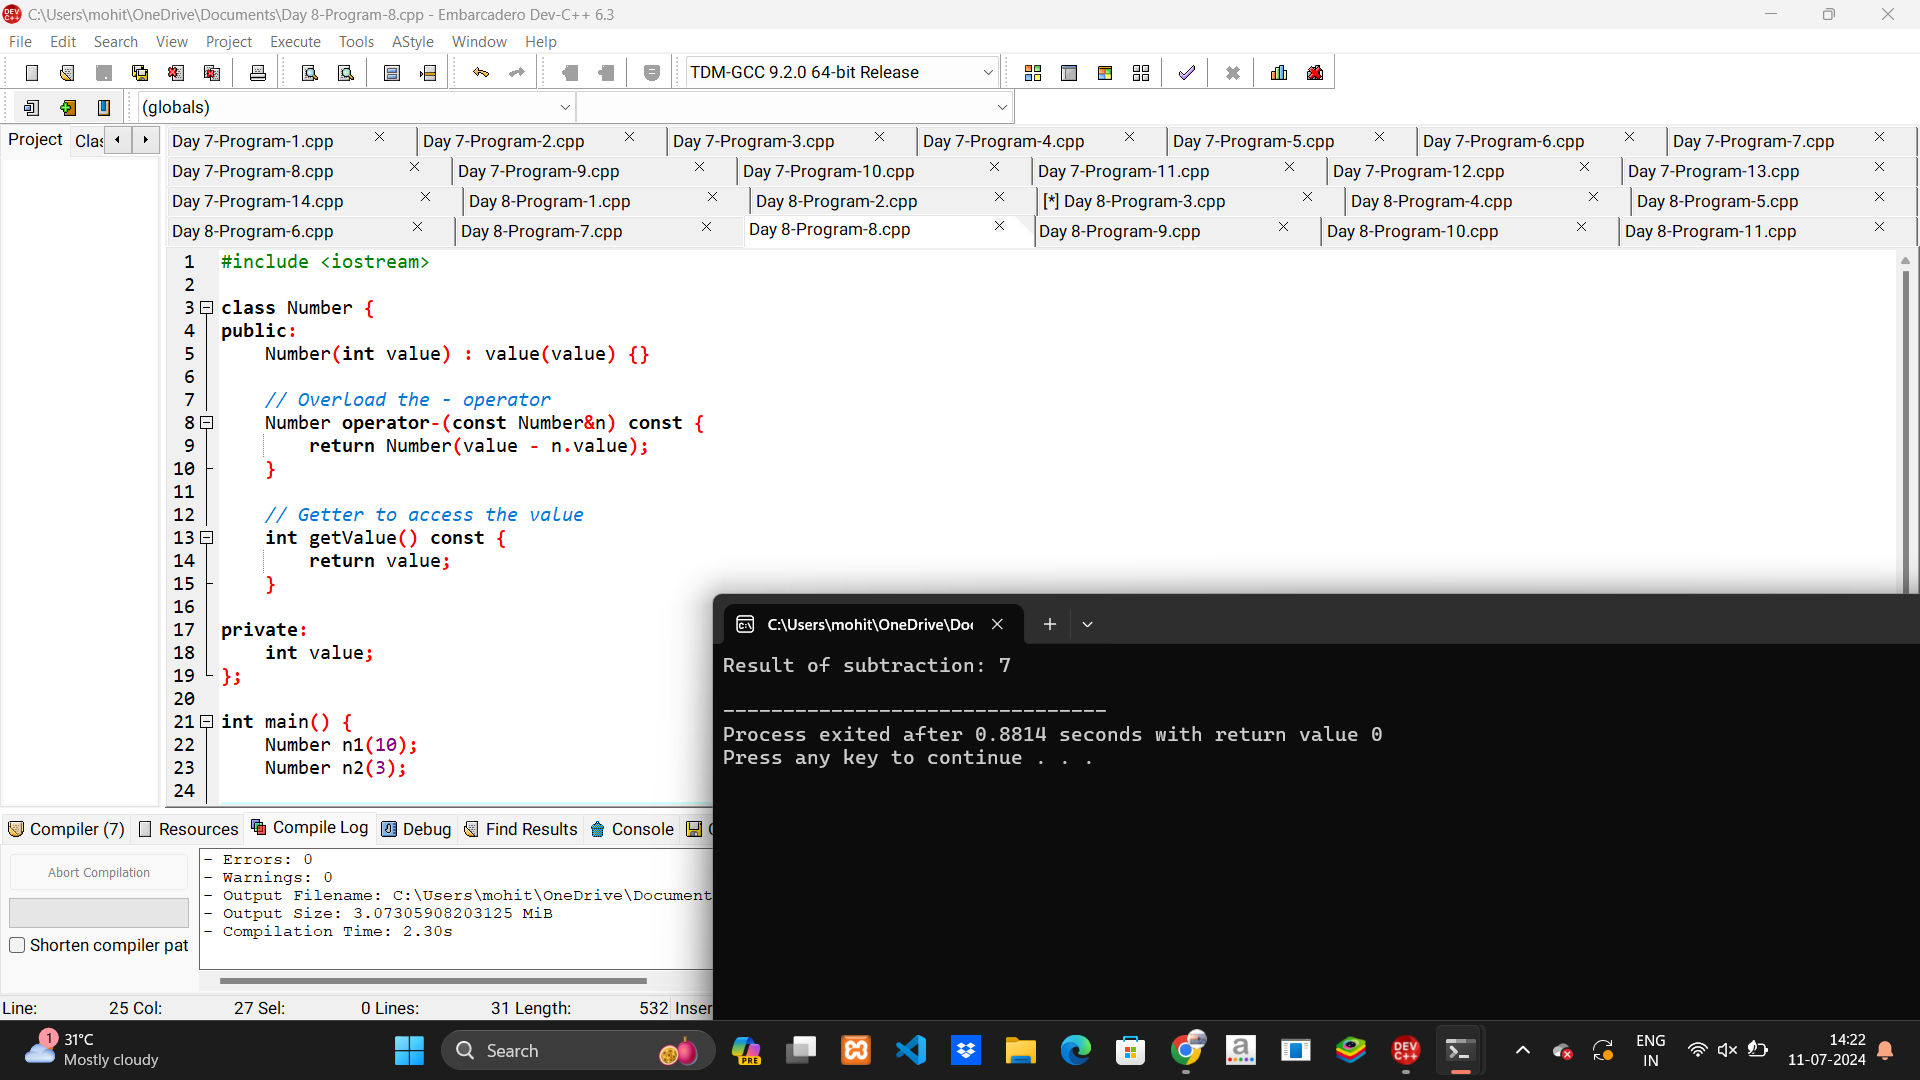 C:\Users\mohit\OneDrive\Documents\Day 8-Program-8.cpp - Embarcadero Dev-C++ 6.3
File Edit Search View Project Execute Tools AStyle Window Help
TDM-GCC 9.2.0 64-bit Release
(globals)
Project Clas
Day 7-Program-1.cpp Day 7-Program-2.cpp Day 7-Program-3.cpp Day 7-Program-4.cpp Day 7-Program-5.cpp Day 7-Program-6.cpp Day 7-Program-7.cpp
Day 7-Program-8.cpp Day 7-Program-9.cpp Day 7-Program-10.cpp Day 7-Program-11.cpp Day 7-Program-12.cpp Day 7-Program-13.cpp
Day 7-Program-14.cpp Day 8-Program-1.cpp Day 8-Program-2.cpp [*] Day 8-Program-3.cpp Day 8-Program-4.cpp Day 8-Program-5.cpp
Day 8-Program-6.cpp Day 8-Program-7.cpp Day 8-Program-8.cpp Day 8-Program-9.cpp Day 8-Program-10.cpp Day 8-Program-11.cpp
1 #include <iostream>
2
3 class Number {
4 public:
5 Number(int value) : value(value) {}
6
7 // Overload the - operator
8 Number operator-(const Number&n) const {
9 return Number(value - n.value);
10 }
11
12 // Getter to access the value
13 int getValue() const {
14 return value;
15 }
16
17 private:
18 int value;
19 };
20
21 int main() {
22 Number n1(10);
23 Number n2(3);
24
C:\Users\mohit\OneDrive\Doc
Result of subtraction: 7
--------------------------------
Process exited after 0.8814 seconds with return value 0
Press any key to continue . . .
Compiler (7) Resources Compile Log Debug Find Results Console
Abort Compilation
Shorten compiler pat
- Errors: 0
- Warnings: 0
- Output Filename: C:\Users\mohit\OneDrive\Document
- Output Size: 3.07305908203125 MiB
- Compilation Time: 2.30s
Line: 25 Col: 27 Sel: 0 Lines: 31 Length: 532 Inser
1
31°C
Mostly cloudy
Search
PRE
DEV C++
ENG
IN
14:22
11-07-2024